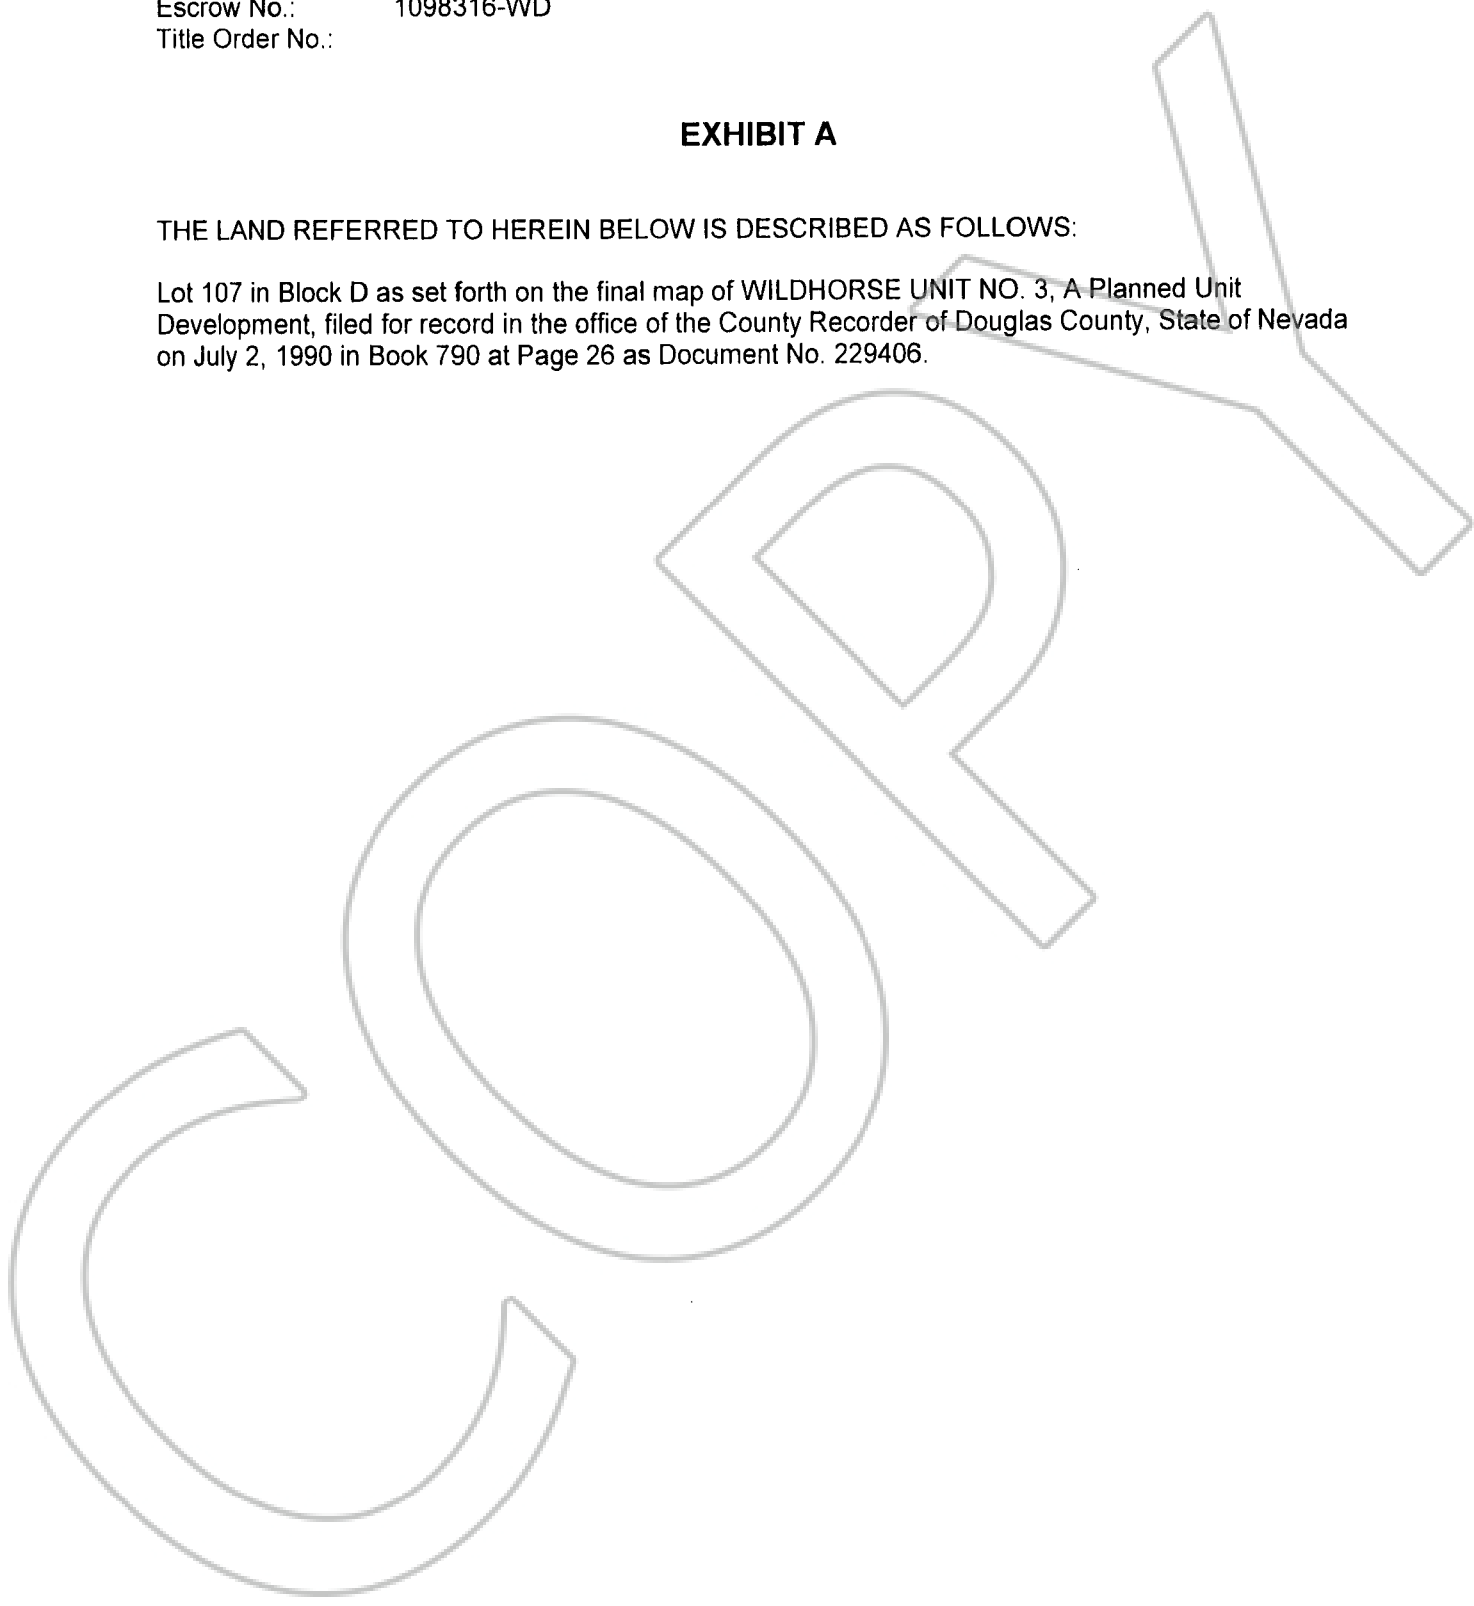 Escrow No.: 1098316-WD
Title Order No.:
EXHIBIT A
THE LAND REFERRED TO HEREIN BELOW IS DESCRIBED AS FOLLOWS:
Lot 107 in Block D as set forth on the final map of WILDHORSE UNIT NO. 3, A Planned Unit
Development, filed for record in the office of the County Recorder of Douglas County, State of Nevada
on July 2, 1990 in Book 790 at Page 26 as Document No. 229406.
COPY